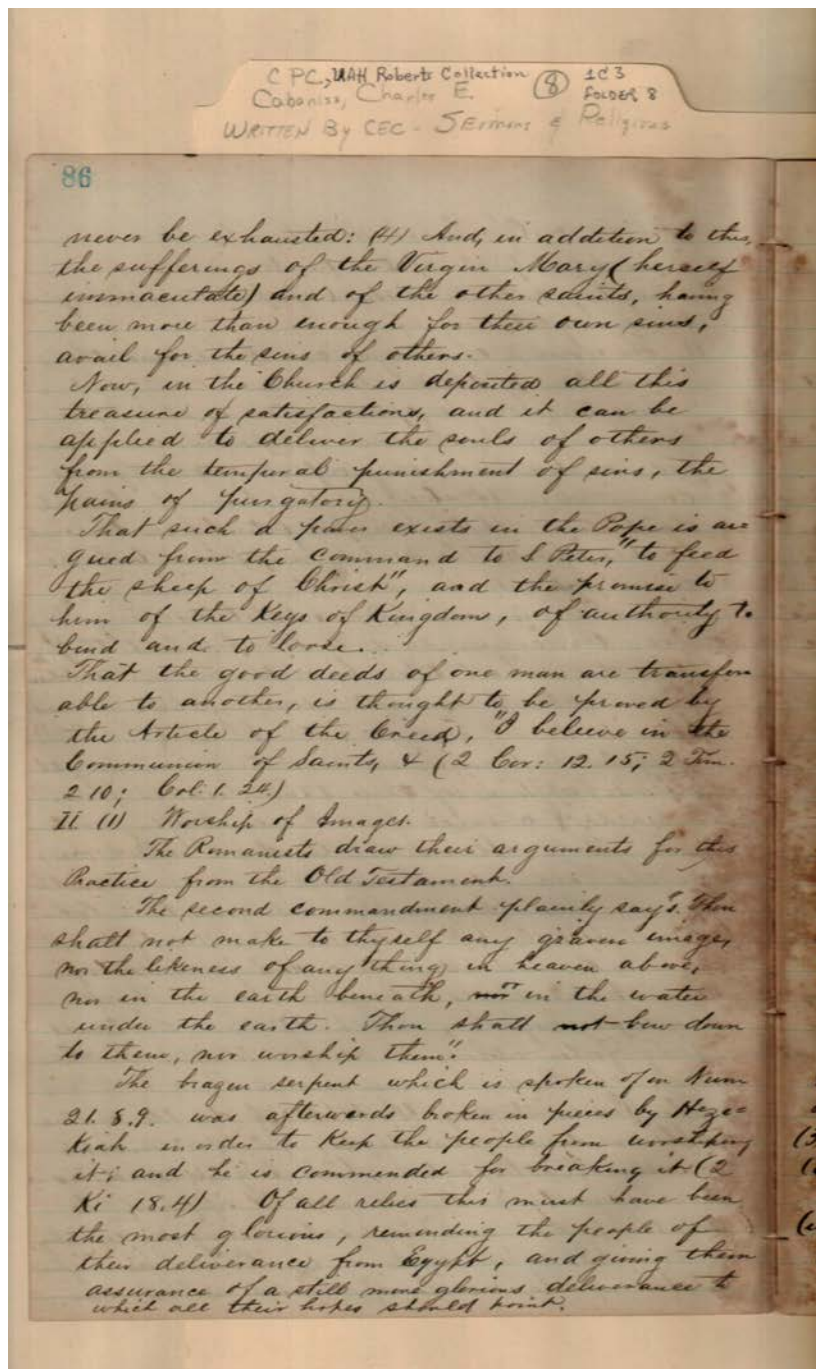 CPC, UAH Roberts Collection ⑧ 1C3
Cabaniss, Charles E. FOLDER 8
WRITTEN By CEC - SErmons & Religious
86
never be exhausted: (4) And, in addition to this,
the sufferings of the Virgin Mary (herself
immaculate) and of the other saints, having
been more than enough for their own sins,
avail for the sins of others.
Now, in the Church is deposited all this
treasure of satisfactions, and it can be
applied to deliver the souls of others
from the temporal punishment of sins, the
pains of purgatory.
That such a power exists in the Pope is ar
gued from the command to S Peter, "to feed
the sheep of Christ", and the promise to
him of the Keys of Kingdom, of authority to
bind and to loose.
That the good deeds of one man are transfer
able to another, is thought to be proved by
the Article of the Creed, "I believe in the
Communion of Saints, & (2 Cor: 12. 15; 2 Tim.
2 10; Col. 1. 24)
II. (1) Worship of Images.
The Romanists draw their arguments for this
Practice from the Old Testament.
The second commandment plainly say's "Thou
shalt not make to thyself any graven image,
nor the likeness of any thing in heaven above,
nor in the earth beneath, nor in the water
under the earth. Thou shalt not bow down
to them, nor worship them".
The brazen serpent which is spoken of in Num
21. 8.9. was afterwards broken in pieces by Heze=
kiah in order to keep the people from worshiping
it; and he is commended for breaking it (2
Ki 18.4) Of all relics this must have been
the most glorious, reminding the people of
their deliverance from Egypt, and giving them
assurance of a still more glorious deliverance to
which all their hopes should point.
(3